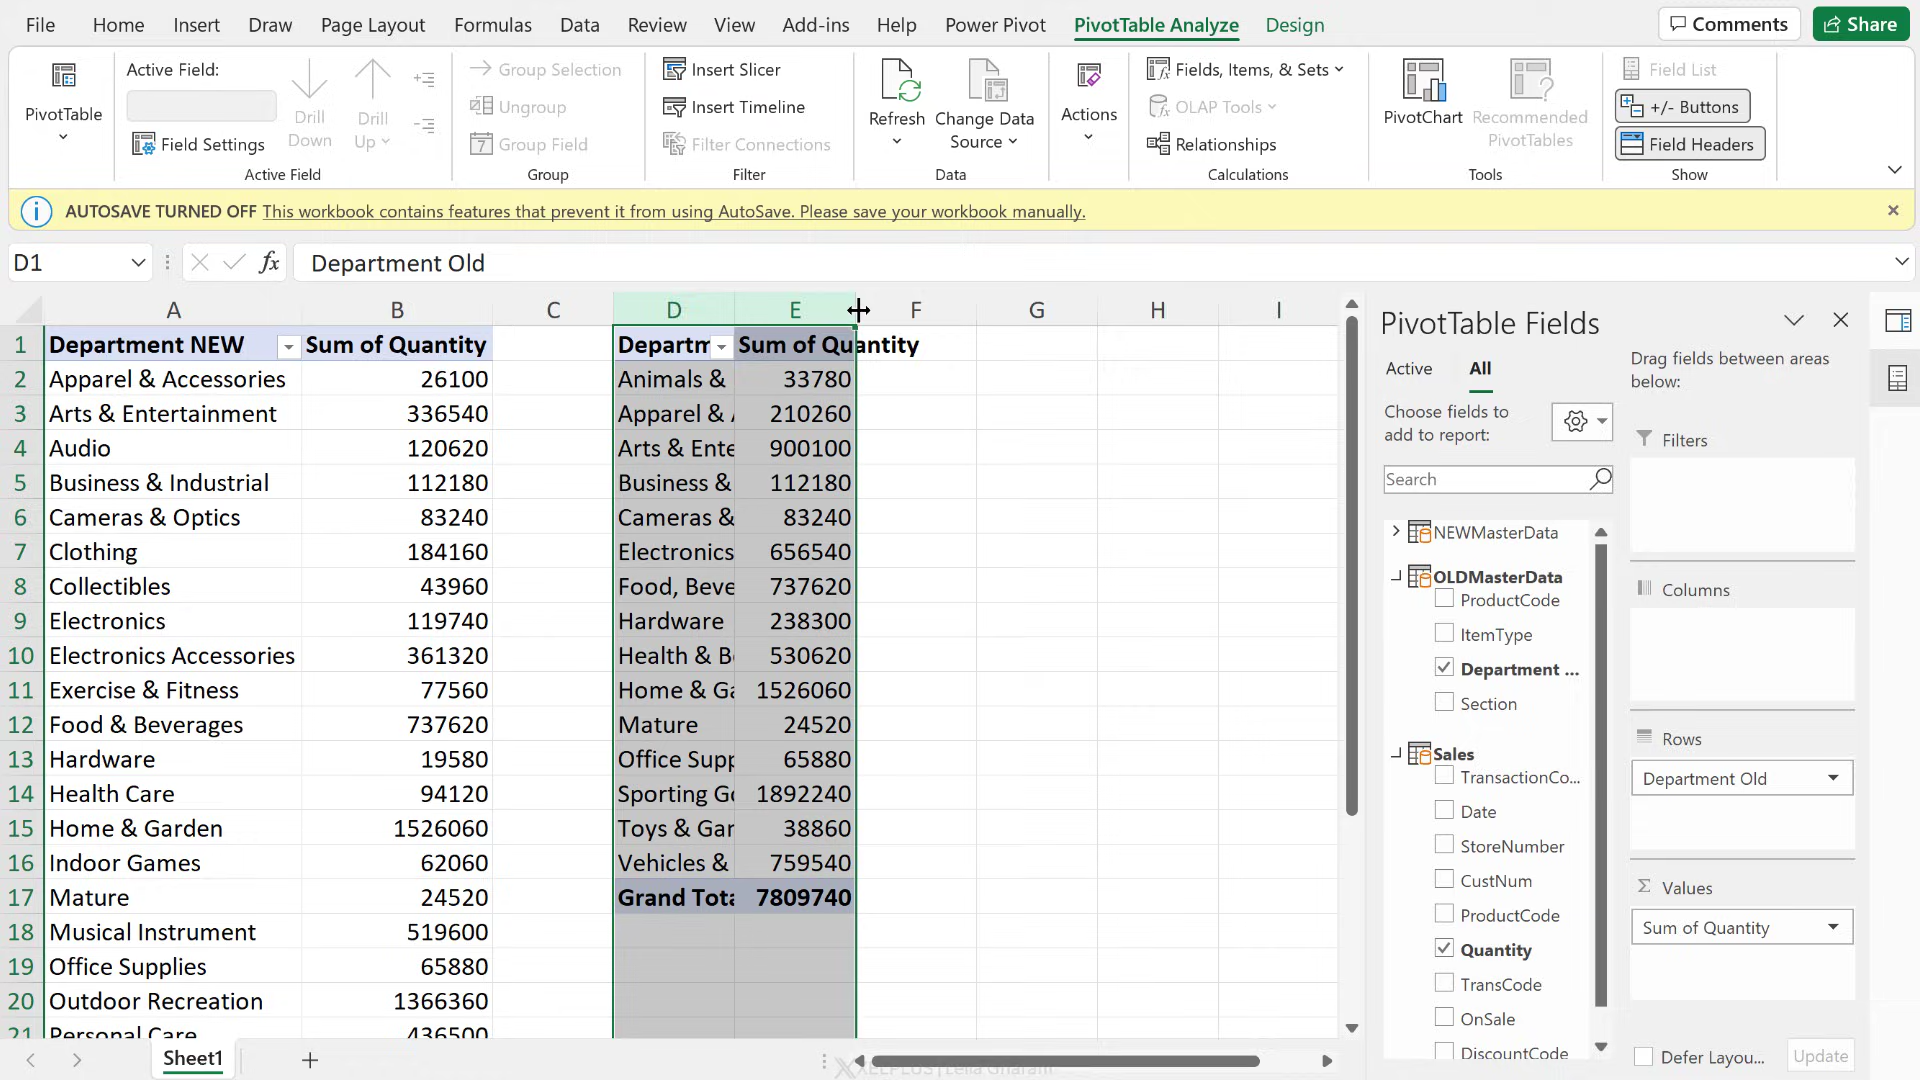 File Home Insert Draw Page Layout Formulas Data Review View Add-ins Help Power Pivot PivotTable Analyze Design Comments Share
PivotTable
Active Field:
Field Settings
Drill Down
Drill Up
Active Field
Group Selection
Ungroup
Group Field
Group
Insert Slicer
Insert Timeline
Filter Connections
Filter
Refresh
Change Data Source
Data
Actions
Fields, Items, & Sets
OLAP Tools
Relationships
Calculations
PivotChart
Recommended PivotTables
Tools
Field List
+/- Buttons
Field Headers
Show
AUTOSAVE TURNED OFF This workbook contains features that prevent it from using AutoSave. Please save your workbook manually.
D1 fx Department Old
A B C D E F G H I
1 Department NEW Sum of Quantity Departm Sum of Quantity
2 Apparel & Accessories 26100 Animals & 33780
3 Arts & Entertainment 336540 Apparel & A 210260
4 Audio 120620 Arts & Ente 900100
5 Business & Industrial 112180 Business & 112180
6 Cameras & Optics 83240 Cameras & 83240
7 Clothing 184160 Electronics 656540
8 Collectibles 43960 Food, Beve 737620
9 Electronics 119740 Hardware 238300
10 Electronics Accessories 361320 Health & Be 530620
11 Exercise & Fitness 77560 Home & Ga 1526060
12 Food & Beverages 737620 Mature 24520
13 Hardware 19580 Office Supp 65880
14 Health Care 94120 Sporting Go 1892240
15 Home & Garden 1526060 Toys & Gar 38860
16 Indoor Games 62060 Vehicles & 759540
17 Mature 24520 Grand Tota 7809740
18 Musical Instrument 519600
19 Office Supplies 65880
20 Outdoor Recreation 1366360
21 Personal Care 436500
Sheet1
XELPLUS | Leila Gharani
PivotTable Fields
Active All
Choose fields to
add to report:
Search
NEWMasterData
OLDMasterData
ProductCode
ItemType
Department ...
Section
Sales
TransactionCo...
Date
StoreNumber
CustNum
ProductCode
Quantity
TransCode
OnSale
DiscountCode
Drag fields between areas
below:
Filters
Columns
Rows
Department Old
Σ Values
Sum of Quantity
Defer Layou... Update